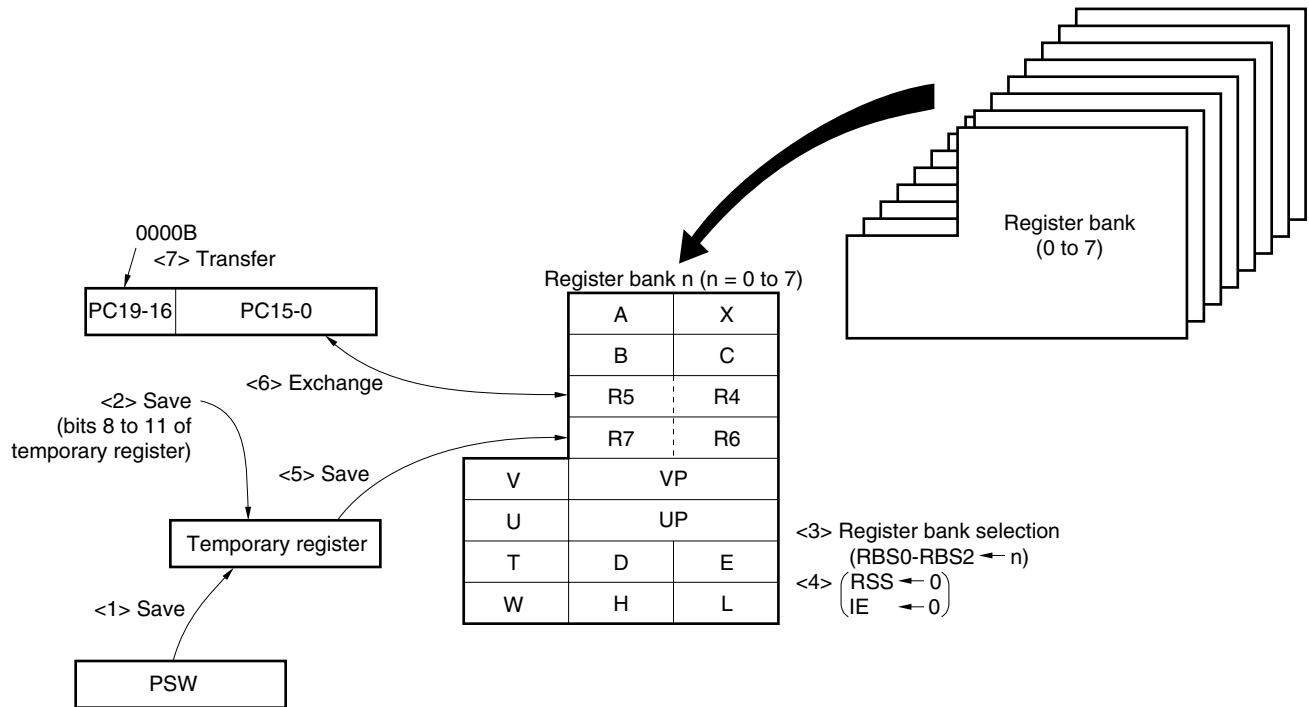 Register bank
(0 to 7)
0000B
<7> Transfer
PC19-16 PC15-0
Register bank n (n = 0 to 7)
A X
B C
<6> Exchange
R5 R4
<2> Save
(bits 8 to 11 of
temporary register)
R7 R6
<5> Save
V VP
U UP
Temporary register
<3> Register bank selection
(RBS0-RBS2 ← n)
T D E
<4> (RSS ← 0
IE ← 0)
W H L
<1> Save
PSW